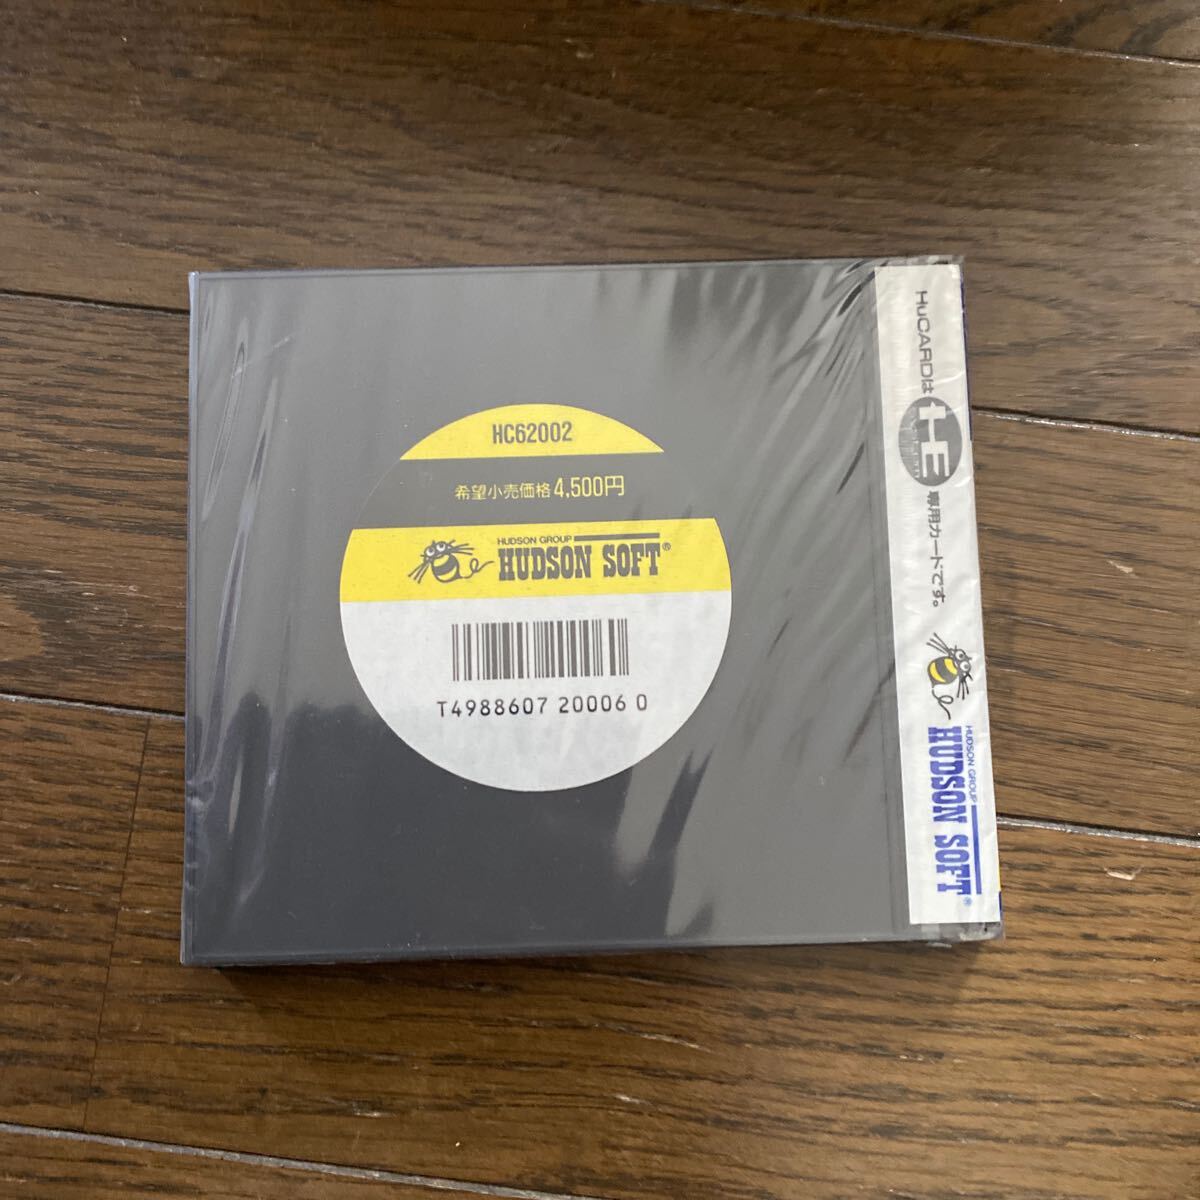 HC62002
希望小売価格4,500円
HUDSON GROUP
HUDSON SOFT®
T4988607 20006 0
HuCARDは
HE
専用カードです。
HUDSON GROUP
HUDSON SOFT®